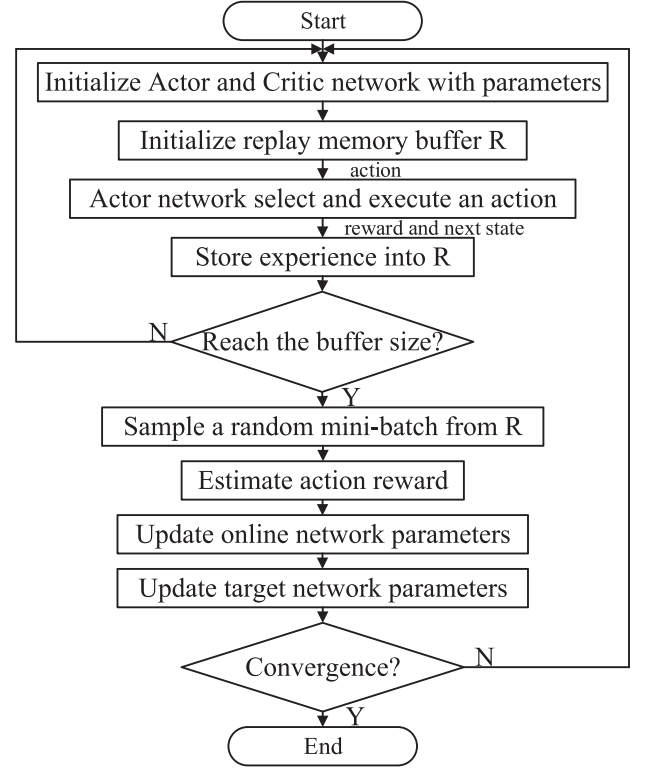 Start
Initialize Actor and Critic network with parameters
Initialize replay memory buffer R
action
Actor network select and execute an action
reward and next state
Store experience into R
N
Reach the buffer size?
Y
Sample a random mini-batch from R
Estimate action reward
Update online network parameters
Update target network parameters
Convergence?
N
Y
End